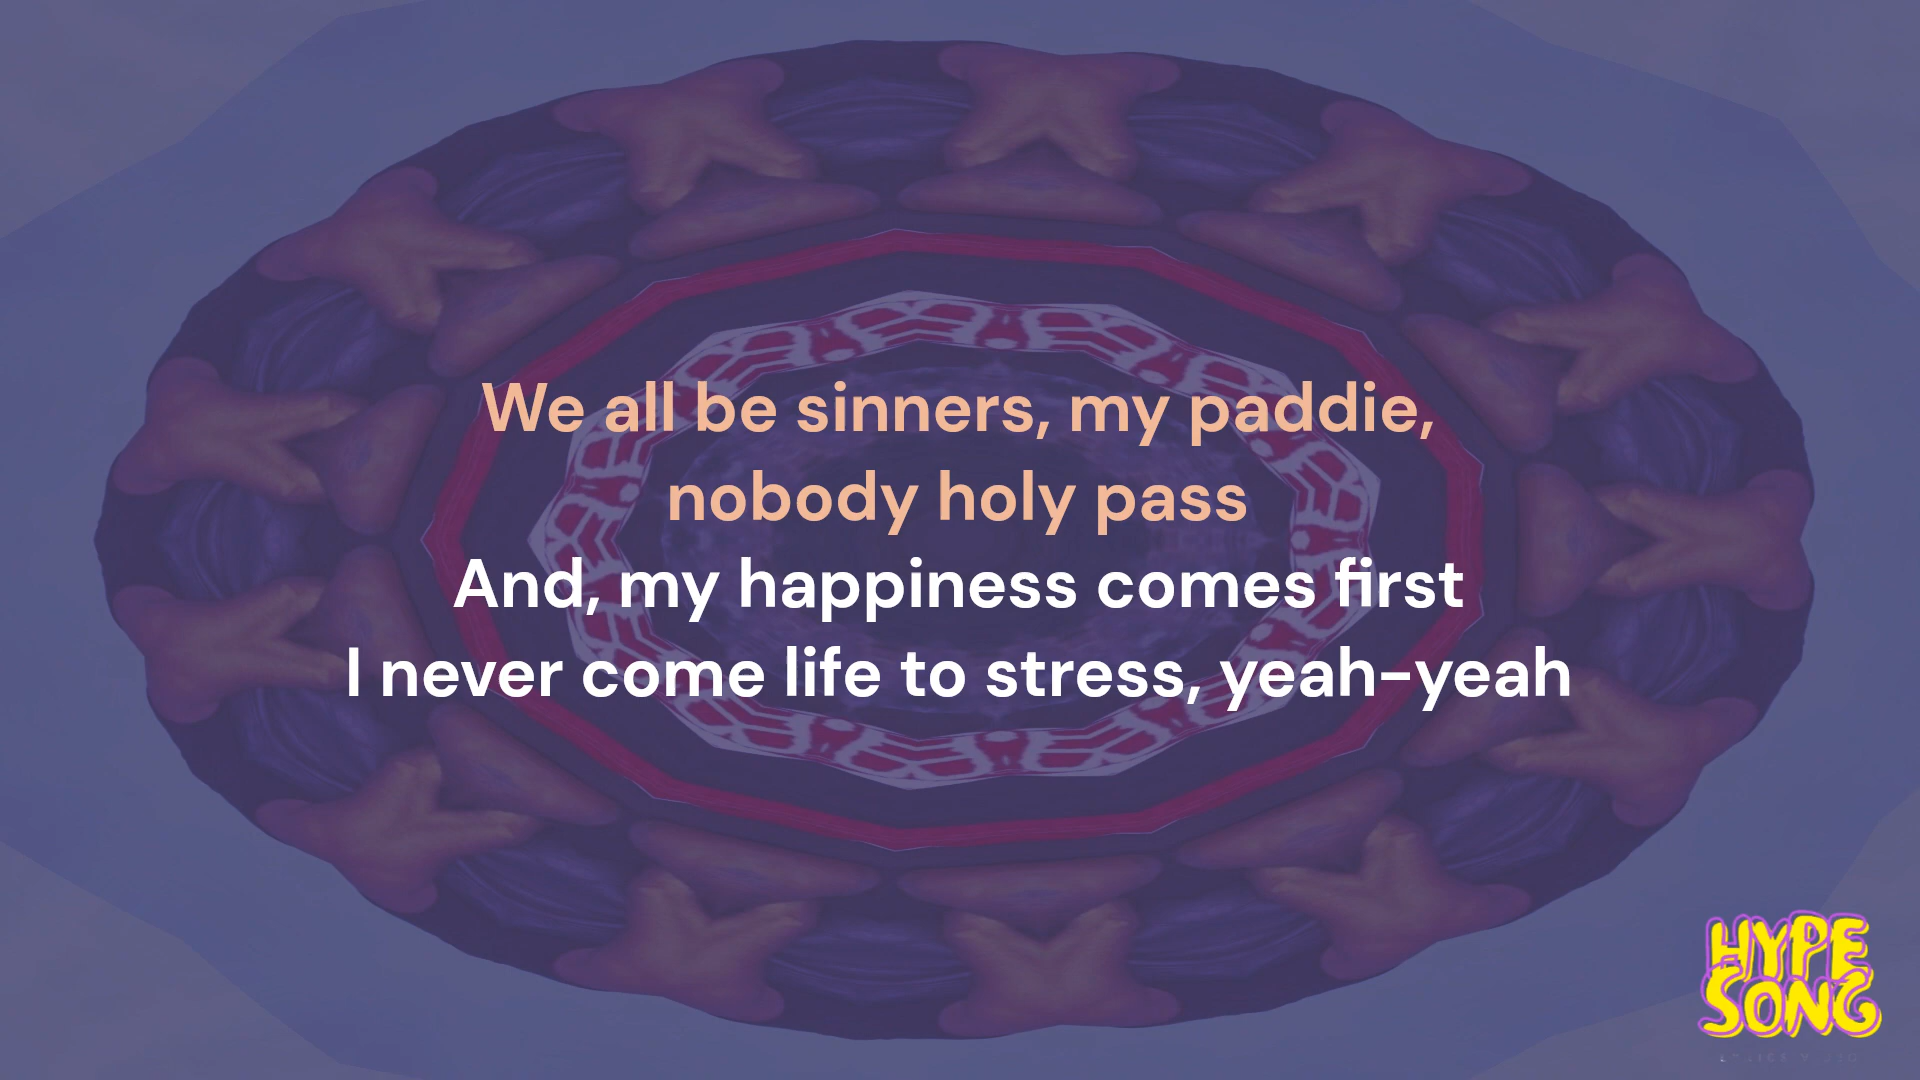 We all be sinners, my paddie,
nobody holy pass
And, my happiness comes first
I never come life to stress, yeah-yeah
HYPE
SONG